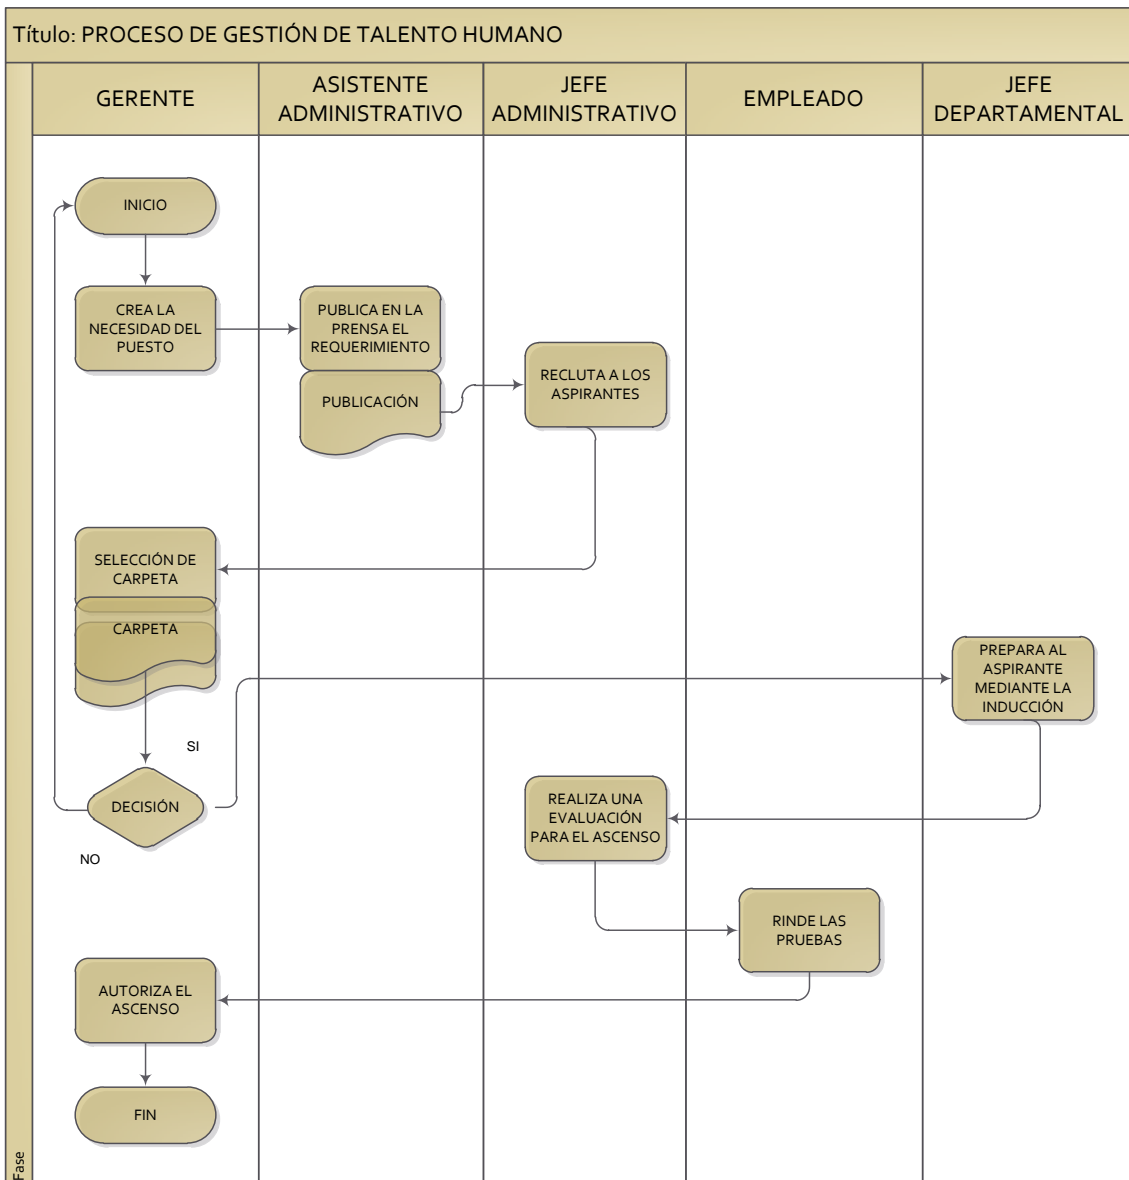 Título: PROCESO DE GESTIÓN DE TALENTO HUMANO
GERENTE
ASISTENTE
ADMINISTRATIVO
JEFE
ADMINISTRATIVO
EMPLEADO
JEFE
DEPARTAMENTAL
INICIO
CREA LA
NECESIDAD DEL
PUESTO
PUBLICA EN LA
PRENSA EL
REQUERIMIENTO
PUBLICACIÓN
RECLUTA A LOS
ASPIRANTES
SELECCIÓN DE
CARPETA
CARPETA
PREPARA AL
ASPIRANTE
MEDIANTE LA
INDUCCIÓN
SI
DECISIÓN
NO
REALIZA UNA
EVALUACIÓN
PARA EL ASCENSO
RINDE LAS
PRUEBAS
AUTORIZA EL
ASCENSO
FIN
Fase